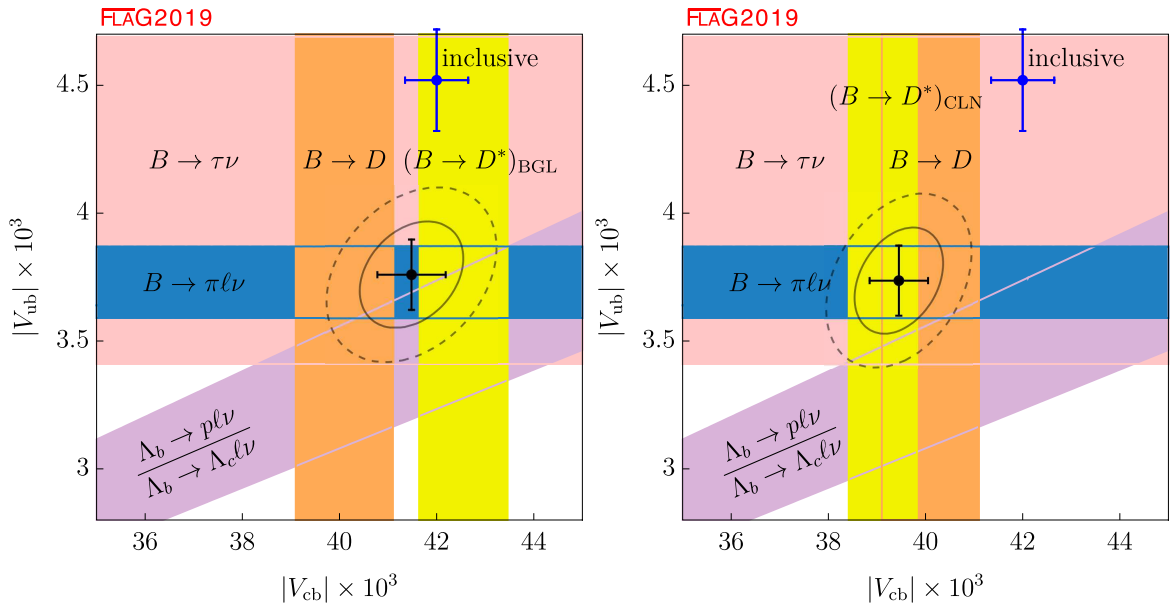 FLAG2019
inclusive
B → τν
B → D
(B → D*)BGL
B → πℓν
Λb → pℓν
Λb → Λcℓν
|Vub| × 10³
4.5
4
3.5
3
36
38
40
42
44
|Vcb| × 10³
FLAG2019
inclusive
(B → D*)CLN
B → τν
B → D
B → πℓν
Λb → pℓν
Λb → Λcℓν
|Vub| × 10³
4.5
4
3.5
3
36
38
40
42
44
|Vcb| × 10³